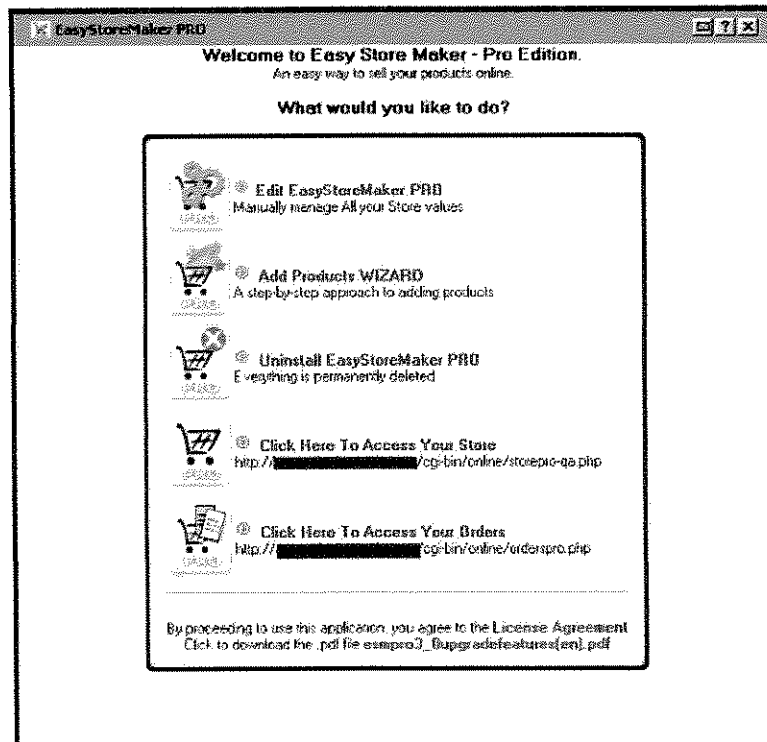 EasyStoreMaker PRO
Welcome to Easy Store Maker - Pro Edition.
An easy way to sell your products online.
What would you like to do?
Edit EasyStoreMaker PRO
Manually manage All your Store values
Add Products WIZARD
A step-by-step approach to adding products
Uninstall EasyStoreMaker PRO
Everything is permanently deleted
Click Here To Access Your Store
http:// /cgi-bin/online/storepro-qa.php
Click Here To Access Your Orders
http:// /cgi-bin/online/orderspro.php
By proceeding to use this application, you agree to the License Agreement
Click to download the .pdf file esmpro3_0upgradefeatures(en).pdf